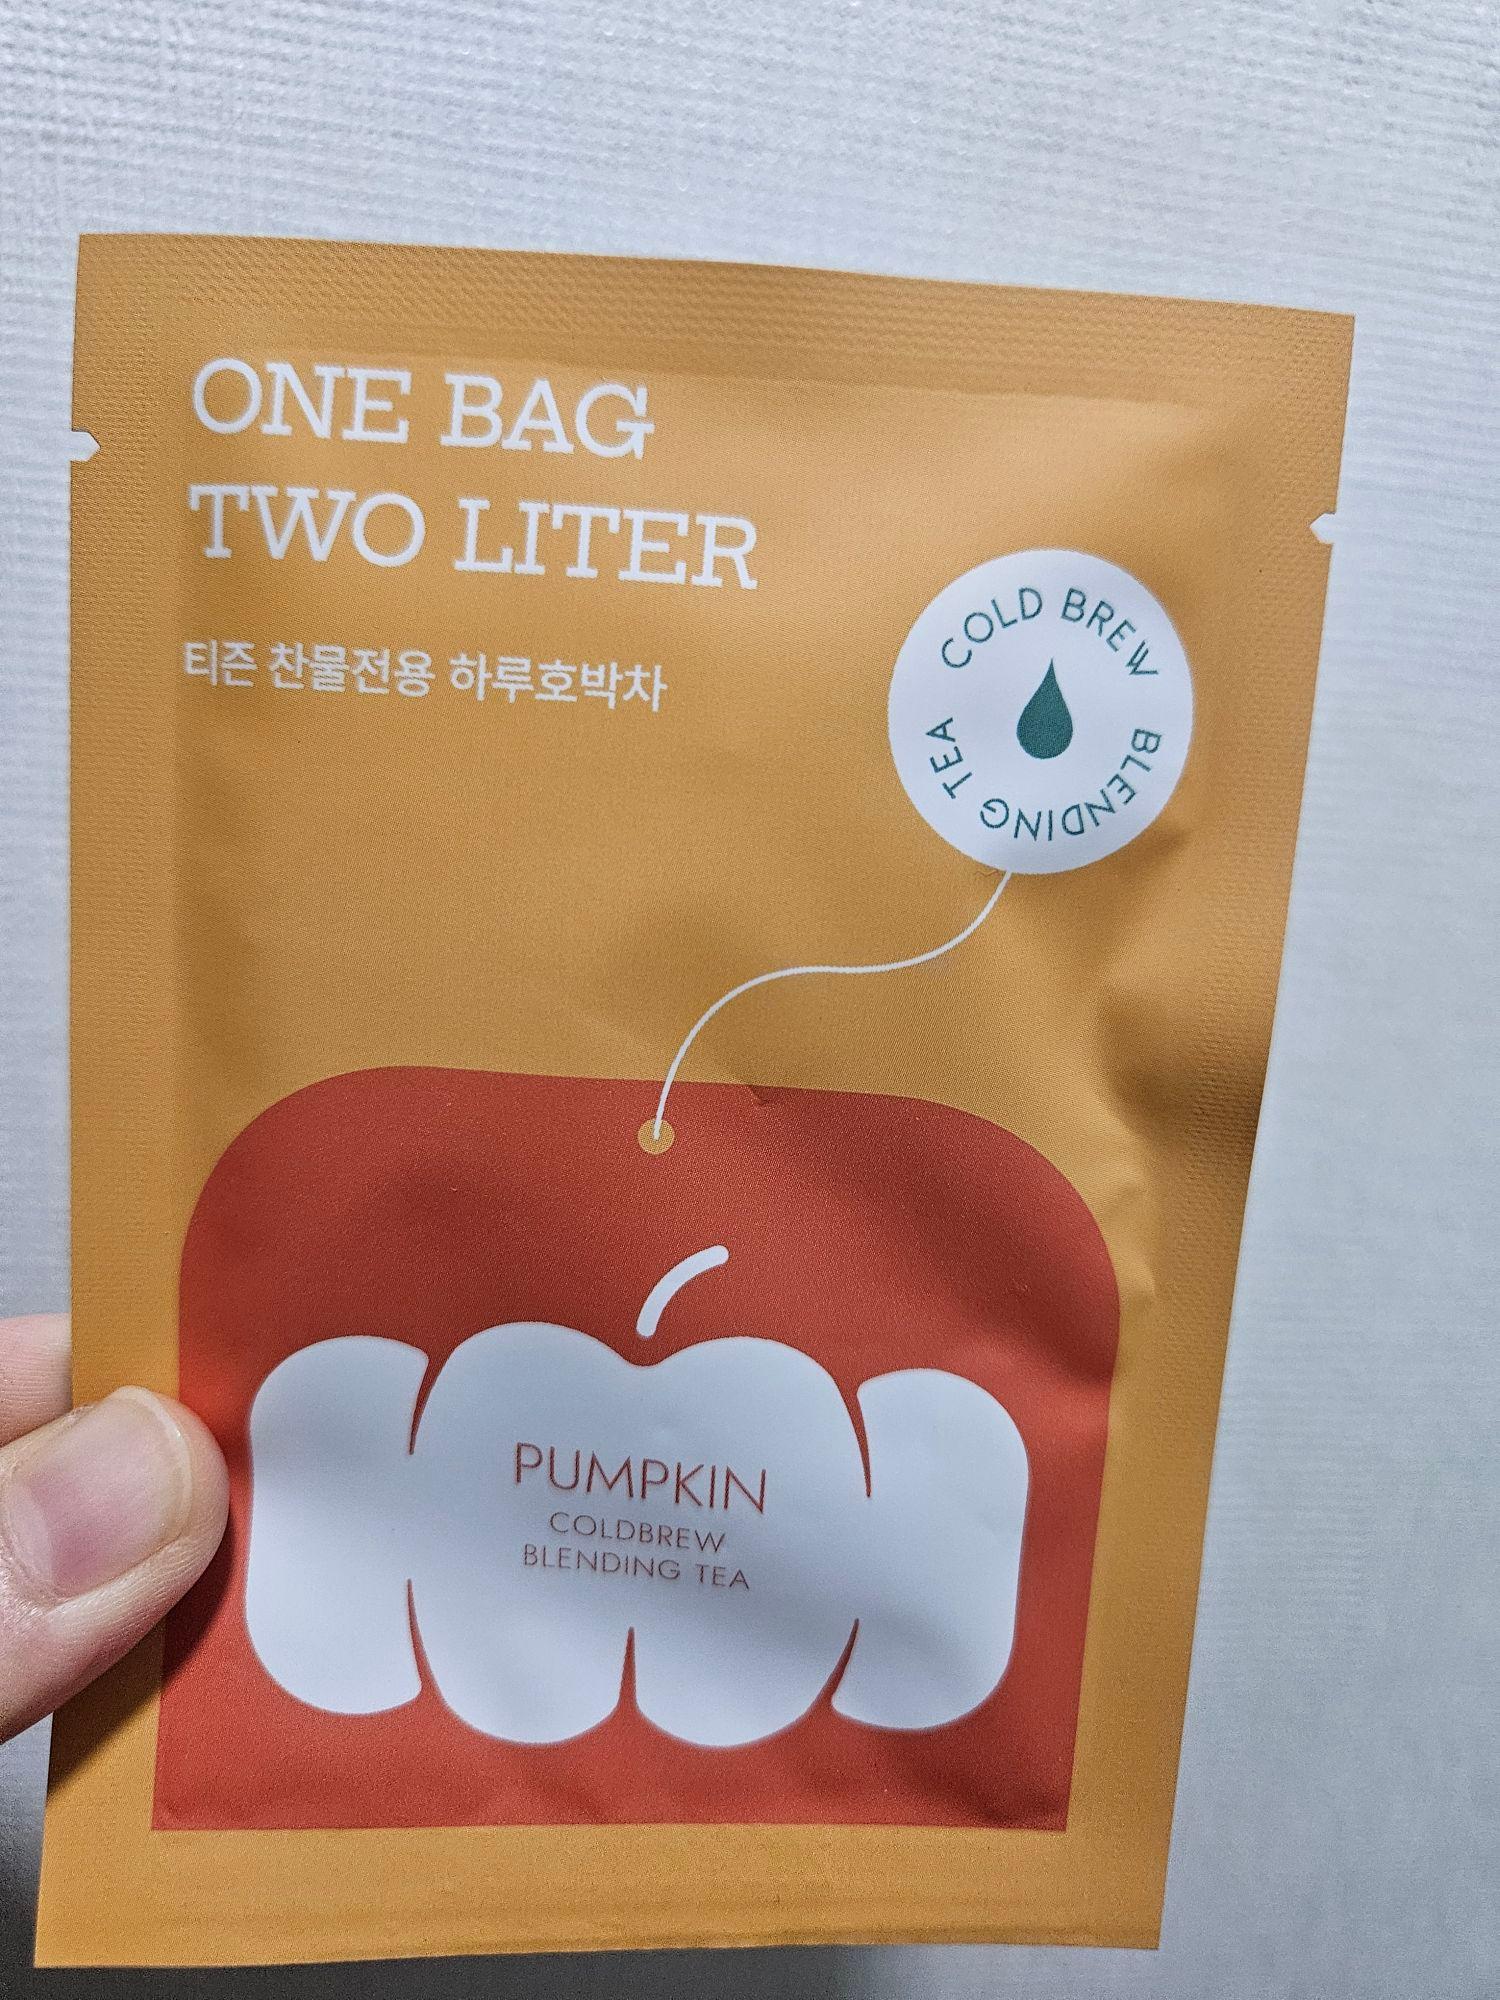 ONE BAG
TWO LITER
티즌 찬물전용 하루호박차
COLD BREW
BLENDING TEA
PUMPKIN
COLDBREW
BLENDING TEA